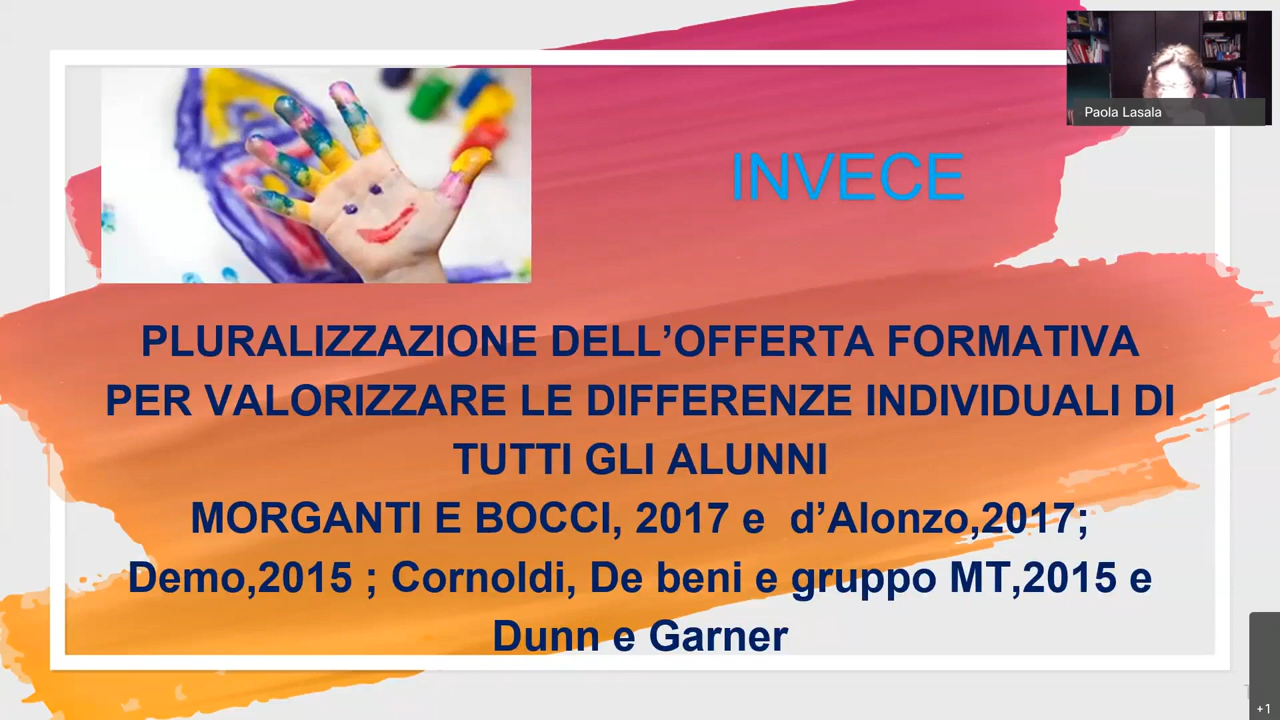 Paola Lasala
INVECE
PLURALIZZAZIONE DELL’OFFERTA FORMATIVA
PER VALORIZZARE LE DIFFERENZE INDIVIDUALI DI
TUTTI GLI ALUNNI
MORGANTI E BOCCI, 2017 e  d’Alonzo,2017;
Demo,2015 ; Cornoldi, De beni e gruppo MT,2015 e
Dunn e Garner
+1